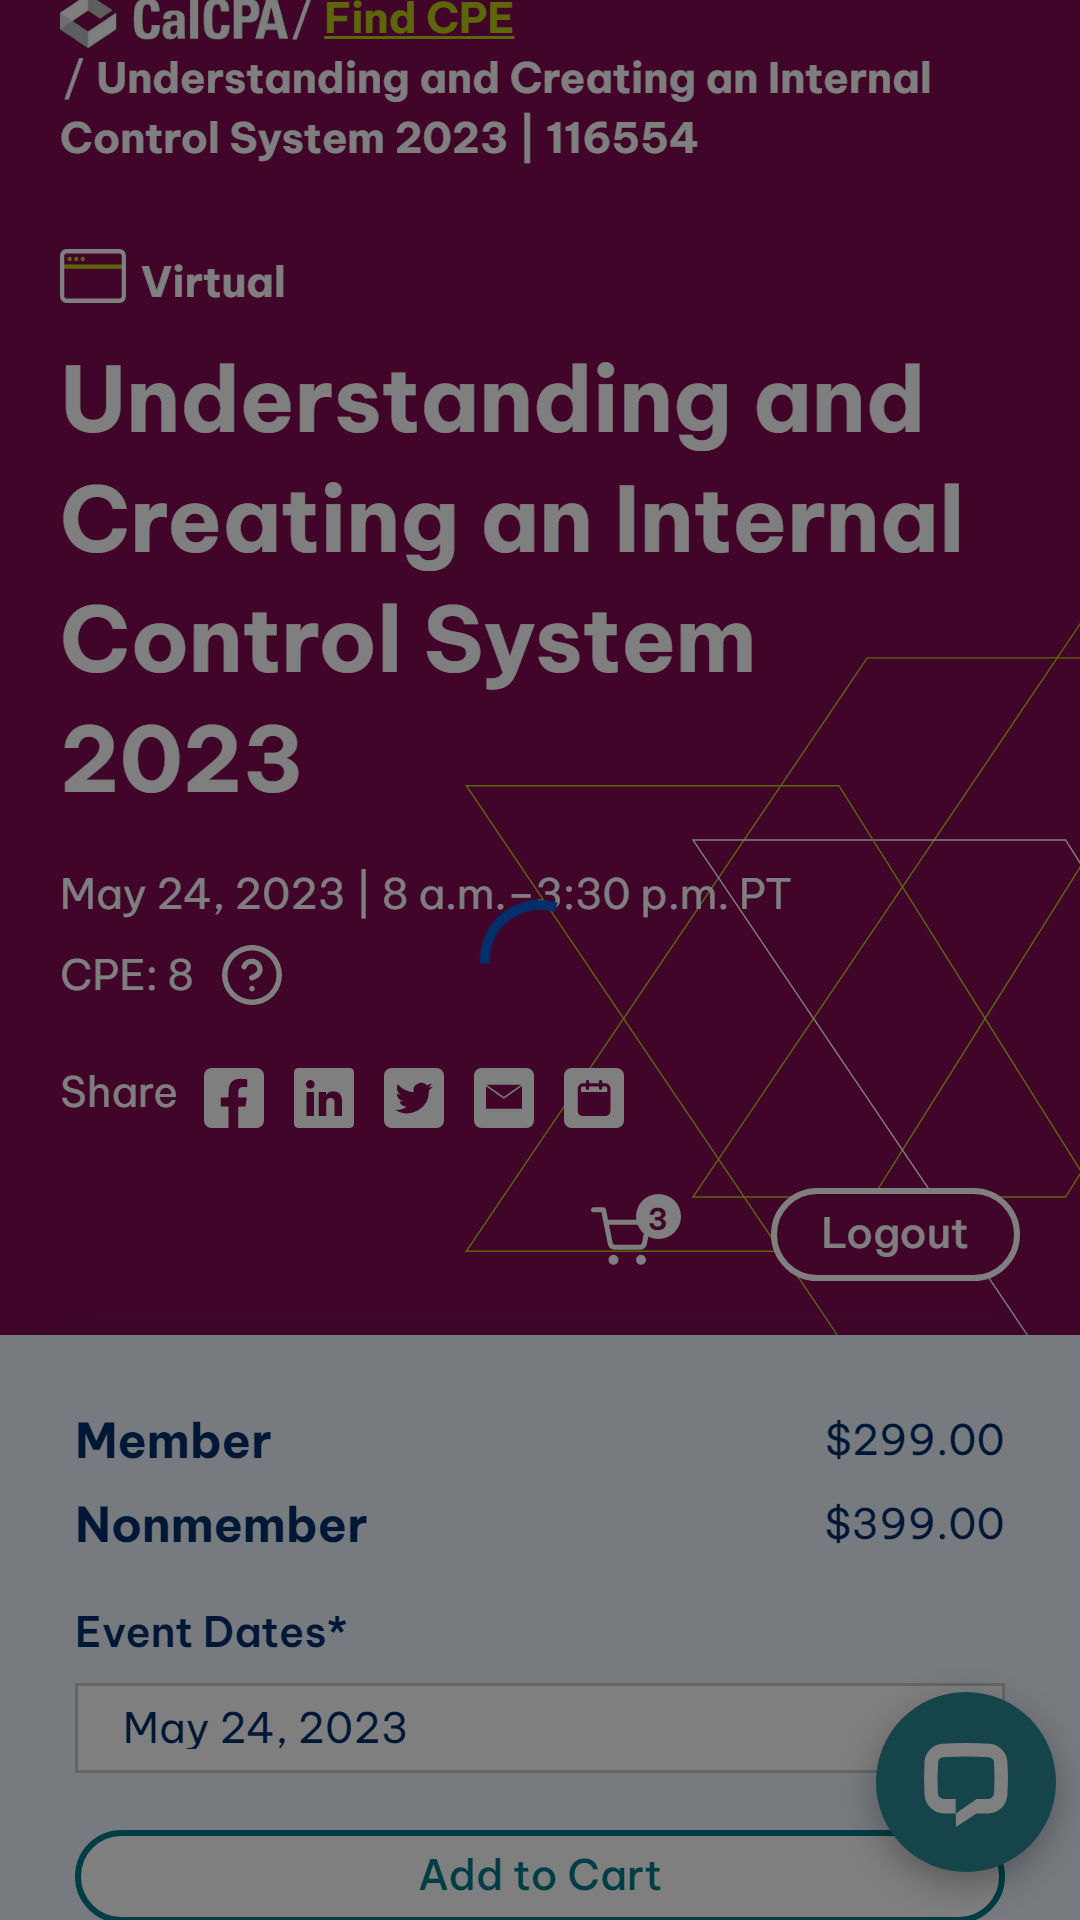 CalCPA / Find CPE
/ Understanding and Creating an Internal
Control System 2023 | 116554
Virtual
Understanding and
Creating an Internal
Control System
2023
May 24, 2023 | 8 a.m.–3:30 p.m. PT
CPE: 8 ?
Share
3 Logout
Member $299.00
Nonmember $399.00
Event Dates*
May 24, 2023
Add to Cart